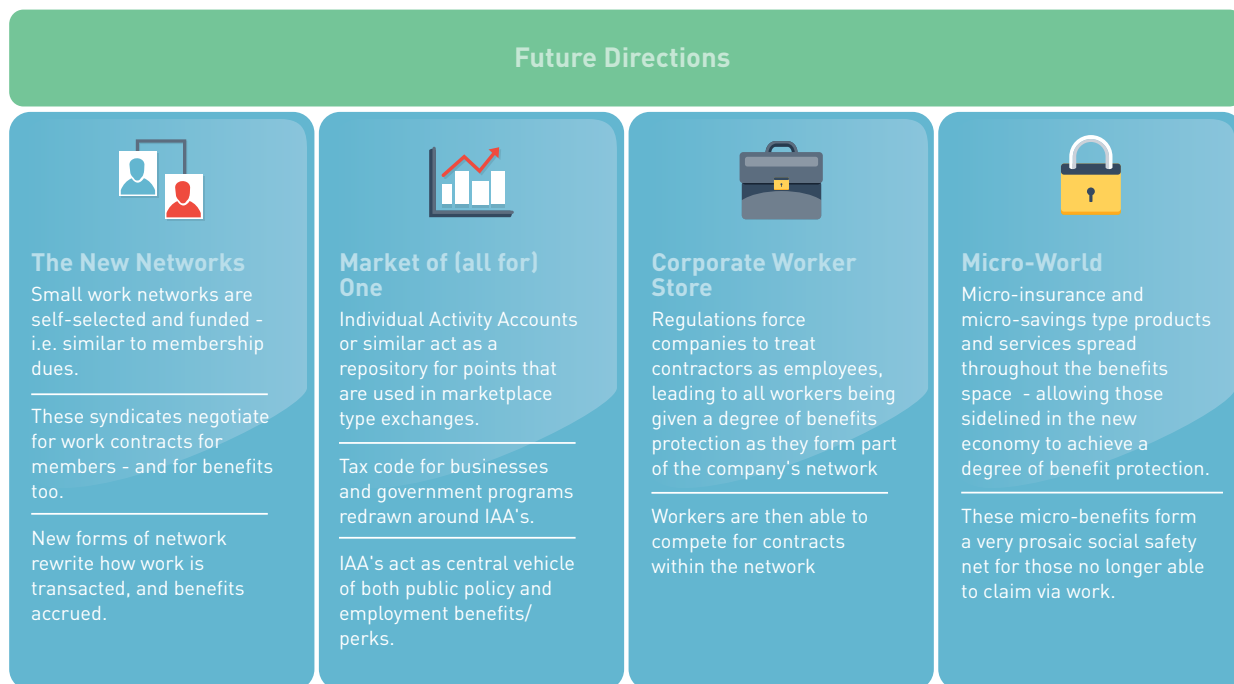 Future Directions
The New Networks
Small work networks are
self-selected and funded -
i.e. similar to membership
dues.
These syndicates negotiate
for work contracts for
members - and for benefits
too.
New forms of network
rewrite how work is
transacted, and benefits
accrued.
Market of (all for)
One
Individual Activity Accounts
or similar act as a
repository for points that
are used in marketplace
type exchanges.
Tax code for businesses
and government programs
redrawn around IAA's.
IAA's act as central vehicle
of both public policy and
employment benefits/
perks.
Corporate Worker
Store
Regulations force
companies to treat
contractors as employees,
leading to all workers being
given a degree of benefits
protection as they form part
of the company's network
Workers are then able to
compete for contracts
within the network
Micro-World
Micro-insurance and
micro-savings type products
and services spread
throughout the benefits
space  - allowing those
sidelined in the new
economy to achieve a
degree of benefit protection.
These micro-benefits form
a very prosaic social safety
net for those no longer able
to claim via work.